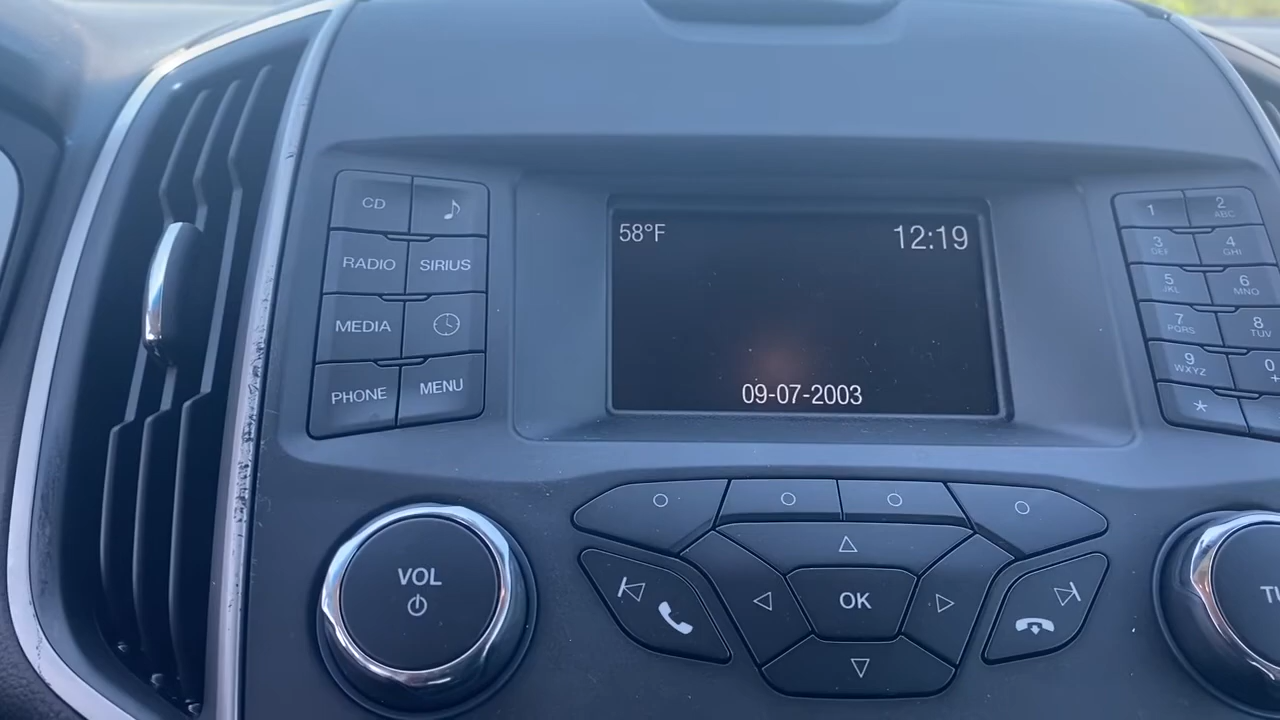 CD
RADIO SIRIUS
MEDIA
PHONE MENU
58°F 12:19
09-07-2003
1 2 ABC
3 DEF 4 GHI
5 JKL 6 MNO
7 PQRS 8 TUV
9 WXYZ 0 +
*
VOL
OK